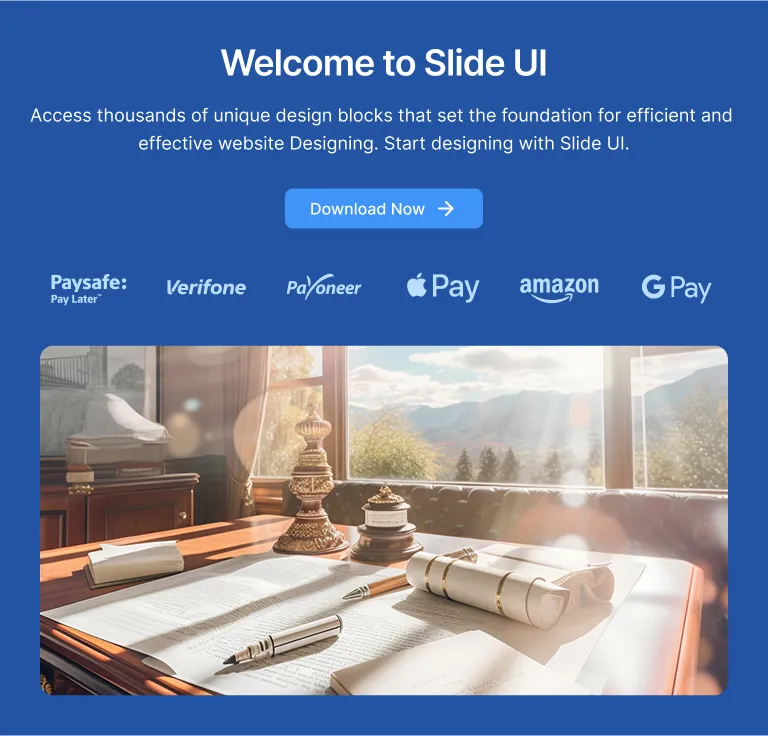 Welcome to Slide UI
Access thousands of unique design blocks that set the foundation for efficient and
effective website Designing. Start designing with Slide UI.
Download Now
Paysafe:
Pay Later™
Verifone
Payoneer
Pay
amazon
G Pay